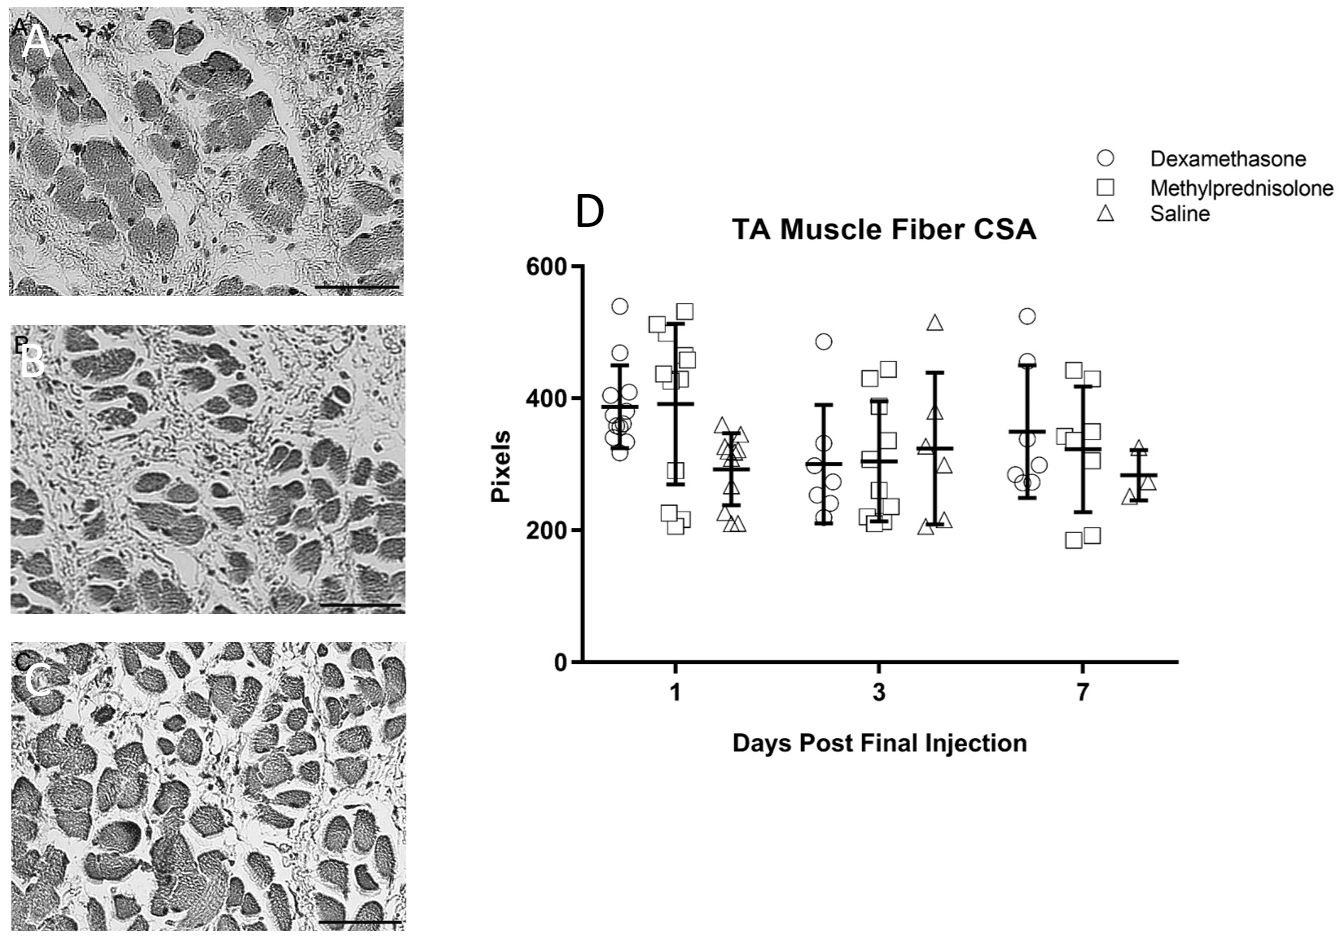 A
A
B
B
C
C
D
Dexamethasone
Methylprednisolone
Saline
TA Muscle Fiber CSA
600
400
200
0
Pixels
1 3 7
Days Post Final Injection